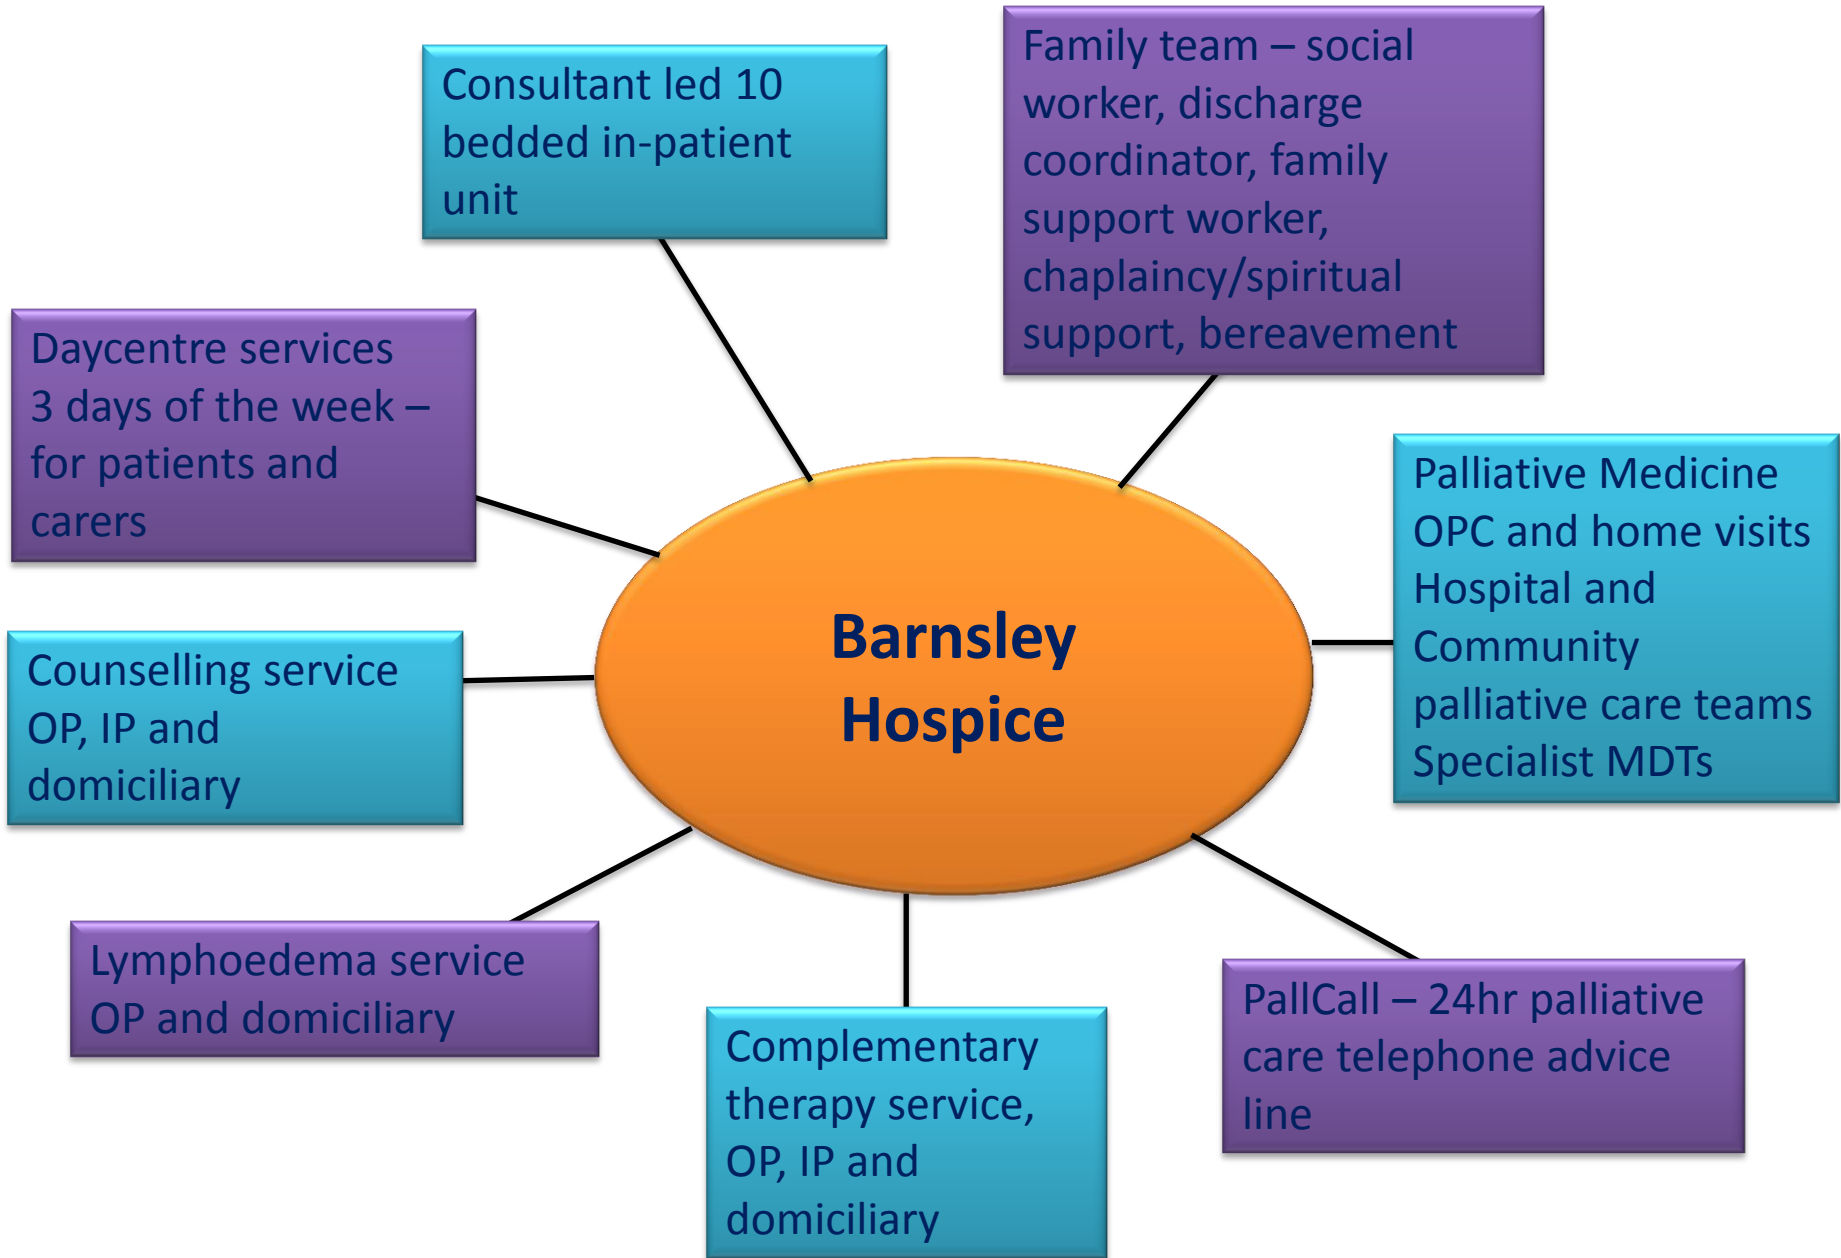 Consultant led 10
bedded in-patient
unit
Family team – social
worker, discharge
coordinator, family
support worker,
chaplaincy/spiritual
support, bereavement
Daycentre services
3 days of the week –
for patients and
carers
Palliative Medicine
OPC and home visits
Hospital and
Community
palliative care teams
Specialist MDTs
Barnsley
Hospice
Counselling service
OP, IP and
domiciliary
Lymphoedema service
OP and domiciliary
Complementary
therapy service,
OP, IP and
domiciliary
PallCall – 24hr palliative
care telephone advice
line